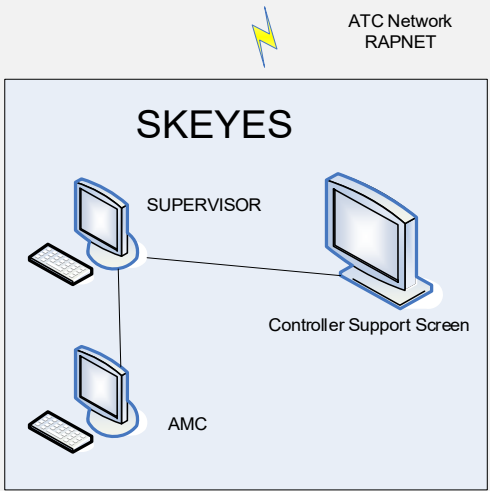 ATC Network
RAPNET
SKEYES
SUPERVISOR
Controller Support Screen
AMC